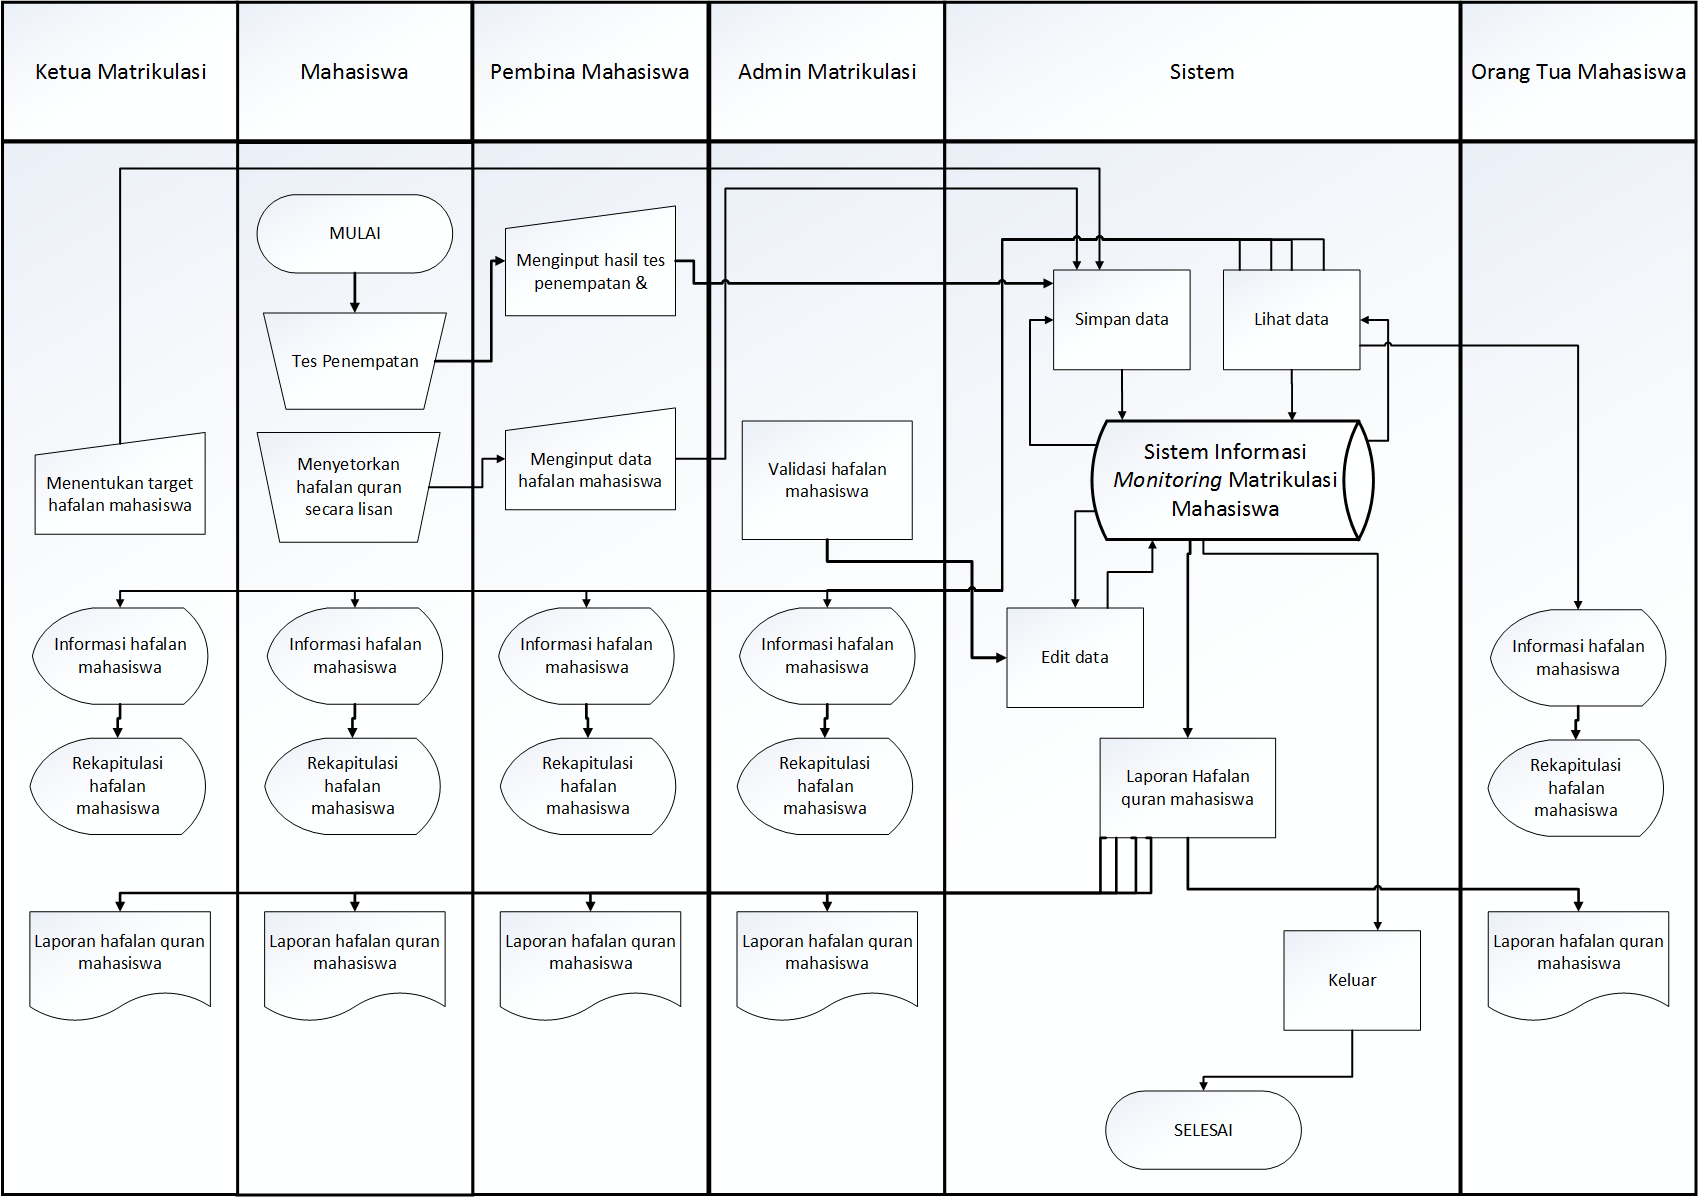 Ketua Matrikulasi
Mahasiswa
Pembina Mahasiswa
Admin Matrikulasi
Sistem
Orang Tua Mahasiswa
MULAI
Tes Penempatan
Menginput hasil tes
penempatan &
Simpan data
Lihat data
Menentukan target
hafalan mahasiswa
Menyetorkan
hafalan quran
secara lisan
Menginput data
hafalan mahasiswa
Validasi hafalan
mahasiswa
Sistem Informasi
Monitoring Matrikulasi
Mahasiswa
Informasi hafalan
mahasiswa
Informasi hafalan
mahasiswa
Informasi hafalan
mahasiswa
Informasi hafalan
mahasiswa
Edit data
Informasi hafalan
mahasiswa
Rekapitulasi
hafalan
mahasiswa
Rekapitulasi
hafalan
mahasiswa
Rekapitulasi
hafalan
mahasiswa
Rekapitulasi
hafalan
mahasiswa
Laporan Hafalan
quran mahasiswa
Rekapitulasi
hafalan
mahasiswa
Laporan hafalan quran
mahasiswa
Laporan hafalan quran
mahasiswa
Laporan hafalan quran
mahasiswa
Laporan hafalan quran
mahasiswa
Keluar
Laporan hafalan quran
mahasiswa
SELESAI